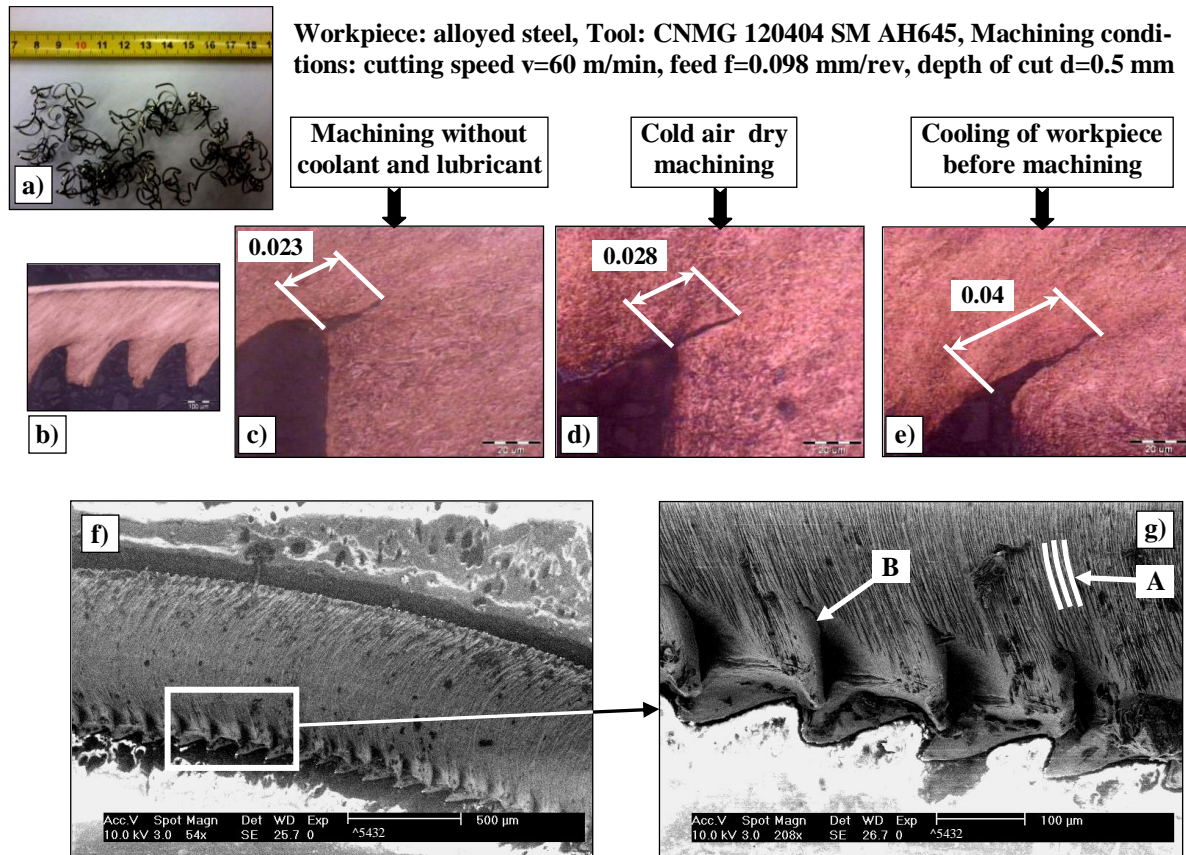 Workpiece: alloyed steel, Tool: CNMG 120404 SM AH645, Machining condi-
tions: cutting speed v=60 m/min, feed f=0.098 mm/rev, depth of cut d=0.5 mm
7 8 9 10 11 12 13 14 15 16 17 18
a)
Machining without
coolant and lubricant
Cold air dry
machining
Cooling of workpiece
before machining
0.023
0.028
0.04
100 µm
b)
c)
20 µm
d)
20 µm
e)
20 µm
f)
g)
B
A
Acc.V Spot Magn Det WD Exp
10.0 kV 3.0 54x SE 25.7 0
500 µm
^5432
Acc.V Spot Magn Det WD Exp
10.0 kV 3.0 208x SE 26.7 0
100 µm
^5432